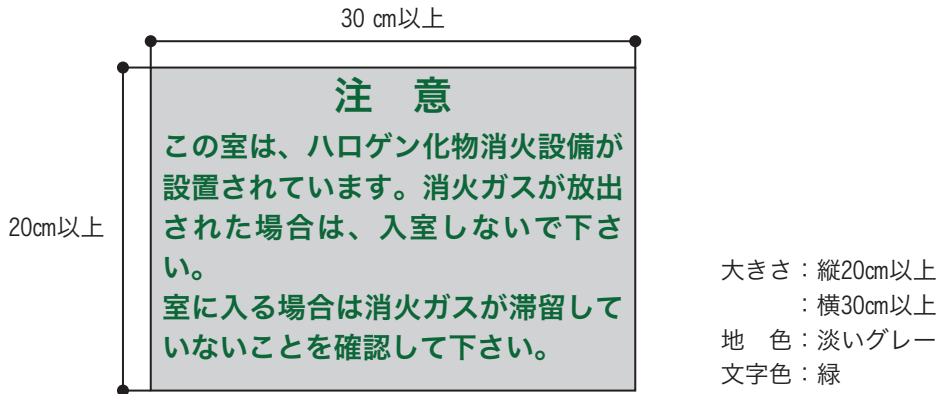 30 ㎝以上
20㎝以上
注　意
この室は、ハロゲン化物消火設備が
設置されています。消火ガスが放出
された場合は、入室しないで下さ
い。
室に入る場合は消火ガスが滞留して
いないことを確認して下さい。
大きさ：縦20㎝以上
：横30㎝以上
地　色：淡いグレー
文字色：緑